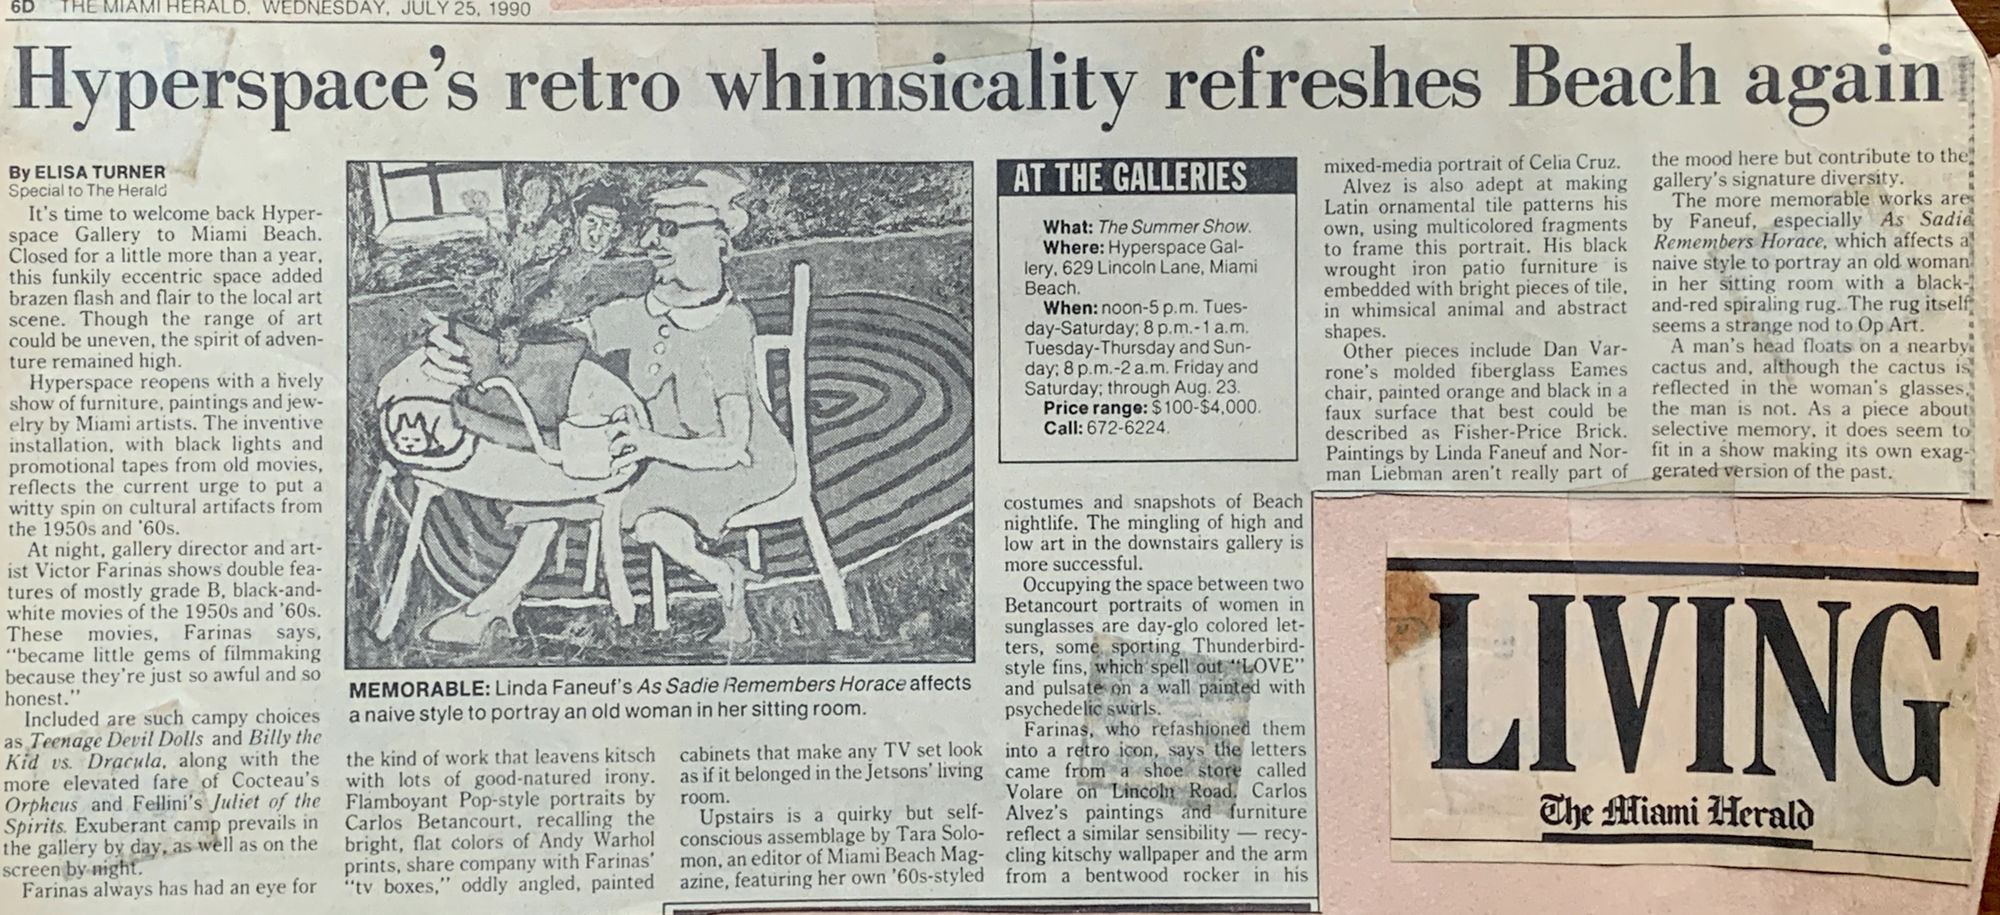 6D THE MIAMI HERALD, WEDNESDAY, JULY 25, 1990
Hyperspace's retro whimsicality refreshes Beach again
By ELISA TURNER
Special to The Herald
It's time to welcome back Hyper-
space Gallery to Miami Beach.
Closed for a little more than a year,
this funkily eccentric space added
brazen flash and flair to the local art
scene. Though the range of art
could be uneven, the spirit of adven-
ture remained high.
Hyperspace reopens with a lively
show of furniture, paintings and jew-
elry by Miami artists. The inventive
installation, with black lights and
promotional tapes from old movies,
reflects the current urge to put a
witty spin on cultural artifacts from
the 1950s and '60s.
At night, gallery director and art-
ist Victor Farinas shows double fea-
tures of mostly grade B, black-and-
white movies of the 1950s and '60s.
These movies, Farinas says,
"became little gems of filmmaking
because they're just so awful and so
honest."
Included are such campy choices
as Teenage Devil Dolls and Billy the
Kid vs. Dracula, along with the
more elevated fare of Cocteau's
Orpheus and Fellini's Juliet of the
Spirits. Exuberant camp prevails in
the gallery by day, as well as on the
screen by night.
Farinas always has had an eye for
MEMORABLE: Linda Faneuf's As Sadie Remembers Horace affects
a naive style to portray an old woman in her sitting room.
the kind of work that leavens kitsch
with lots of good-natured irony.
Flamboyant Pop-style portraits by
Carlos Betancourt, recalling the
bright, flat colors of Andy Warhol
prints, share company with Farinas'
"tv boxes," oddly angled, painted
cabinets that make any TV set look
as if it belonged in the Jetsons' living
room.
Upstairs is a quirky but self-
conscious assemblage by Tara Solo-
mon, an editor of Miami Beach Mag-
azine, featuring her own '60s-styled
AT THE GALLERIES
What: The Summer Show.
Where: Hyperspace Gal-
lery, 629 Lincoln Lane, Miami
Beach.
When: noon-5 p.m. Tues-
day-Saturday; 8 p.m.-1 a.m.
Tuesday-Thursday and Sun-
day; 8 p.m.-2 a.m. Friday and
Saturday; through Aug. 23.
Price range: $100-$4,000.
Call: 672-6224.
costumes and snapshots of Beach
nightlife. The mingling of high and
low art in the downstairs gallery is
more successful.
Occupying the space between two
Betancourt portraits of women in
sunglasses are day-glo colored let-
ters, some sporting Thunderbird-
style fins, which spell out "LOVE"
and pulsate on a wall painted with
psychedelic swirls.
Farinas, who refashioned them
into a retro icon, says the letters
came from a shoe store called
Volare on Lincoln Road. Carlos
Alvez's paintings and furniture
reflect a similar sensibility — recy-
cling kitschy wallpaper and the arm
from a bentwood rocker in his
mixed-media portrait of Celia Cruz.
Alvez is also adept at making
Latin ornamental tile patterns his
own, using multicolored fragments
to frame this portrait. His black
wrought iron patio furniture is
embedded with bright pieces of tile,
in whimsical animal and abstract
shapes.
Other pieces include Dan Var-
rone's molded fiberglass Eames
chair, painted orange and black in a
faux surface that best could be
described as Fisher-Price Brick.
Paintings by Linda Faneuf and Nor-
man Liebman aren't really part of
the mood here but contribute to the
gallery's signature diversity.
The more memorable works are
by Faneuf, especially As Sadie
Remembers Horace, which affects a
naive style to portray an old woman
in her sitting room with a black-
and-red spiraling rug. The rug itself
seems a strange nod to Op Art.
A man's head floats on a nearby
cactus and, although the cactus is
reflected in the woman's glasses,
the man is not. As a piece about
selective memory, it does seem to
fit in a show making its own exag-
gerated version of the past.
LIVING
The Miami Herald